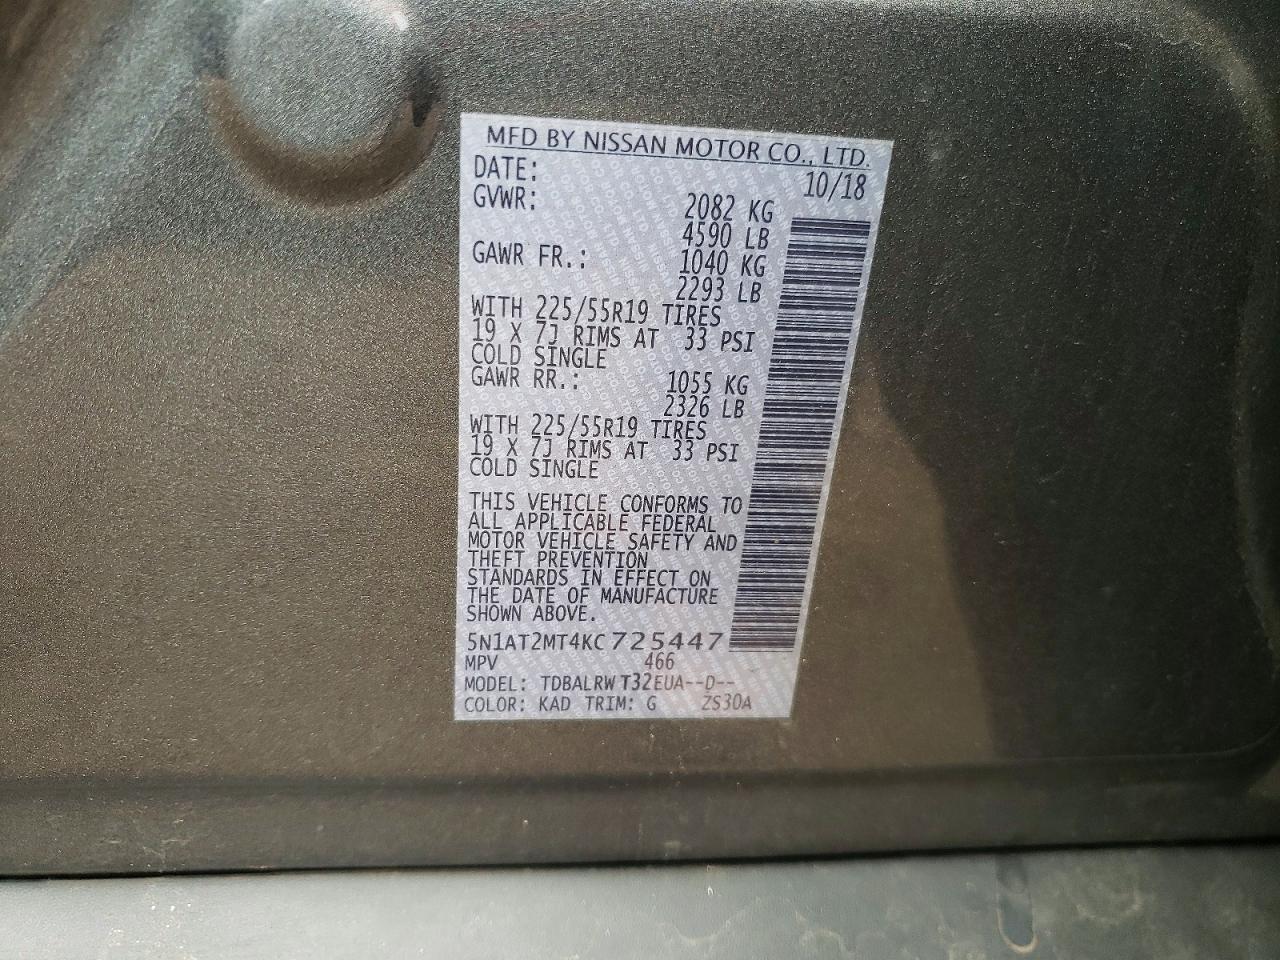 MFD BY NISSAN MOTOR CO., LTD.
DATE: 10/18
GVWR: 2082 KG
4590 LB
GAWR FR.: 1040 KG
2293 LB
WITH 225/55R19 TIRES
19 X 7J RIMS AT 33 PSI
COLD SINGLE
GAWR RR.: 1055 KG
2326 LB
WITH 225/55R19 TIRES
19 X 7J RIMS AT 33 PSI
COLD SINGLE
THIS VEHICLE CONFORMS TO
ALL APPLICABLE FEDERAL
MOTOR VEHICLE SAFETY AND
THEFT PREVENTION
STANDARDS IN EFFECT ON
THE DATE OF MANUFACTURE
SHOWN ABOVE.
5N1AT2MT4KC725447
MPV 466
MODEL: TDBALRWT32EUA--D--
COLOR: KAD TRIM: G ZS30A